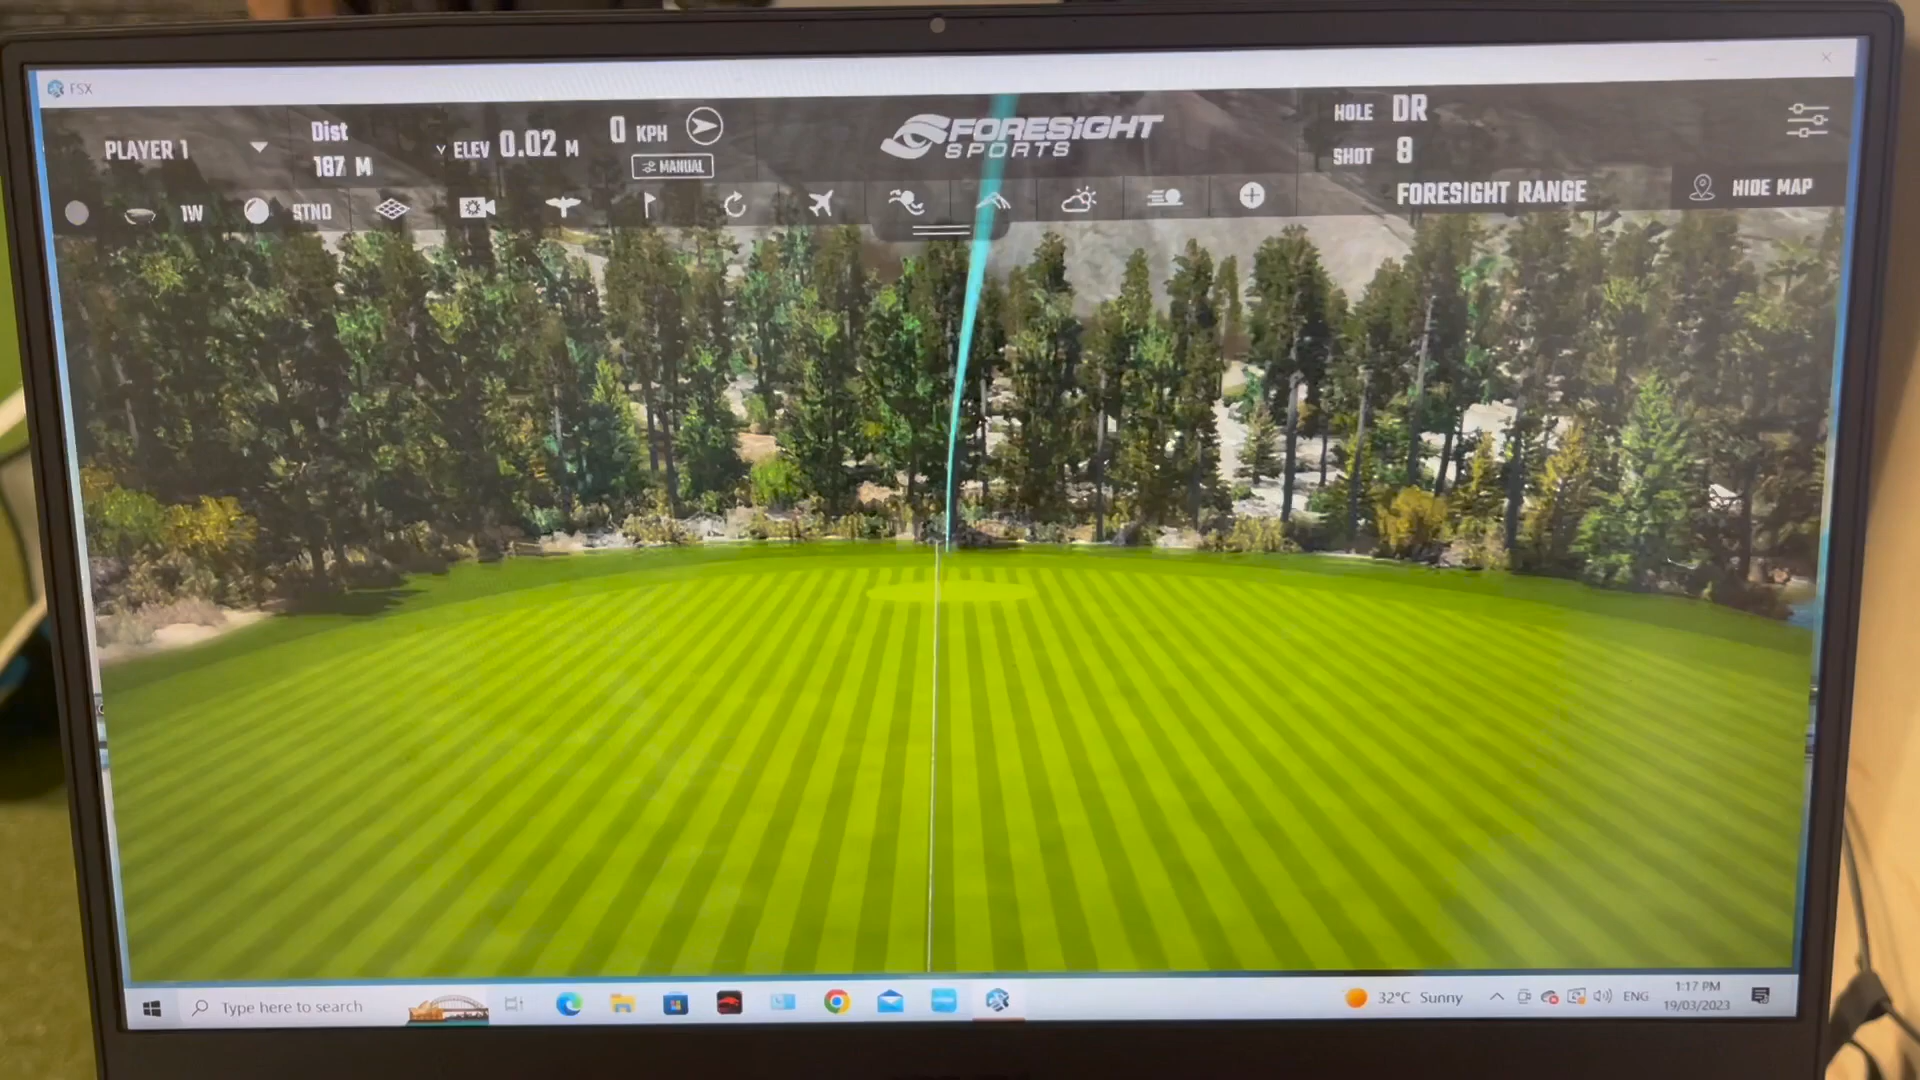 FSX
PLAYER 1
Dist
187 M
ELEV 0.02 M
0 KPH
MANUAL
FORESIGHT
SPORTS
HOLE DR
SHOT 8
FORESIGHT RANGE
HIDE MAP
1W
STND
Type here to search
32°C Sunny
ENG
1:17 PM
19/03/2023